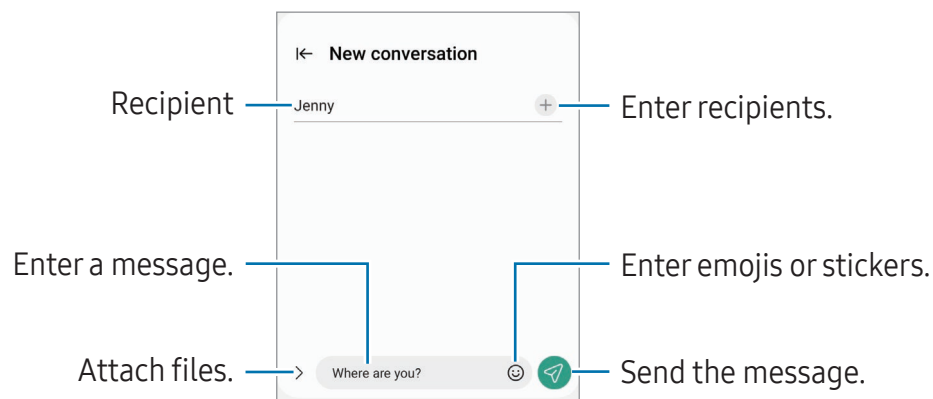 New conversation
Recipient
Jenny
Enter recipients.
Enter a message.
Enter emojis or stickers.
Attach files.
Where are you?
Send the message.